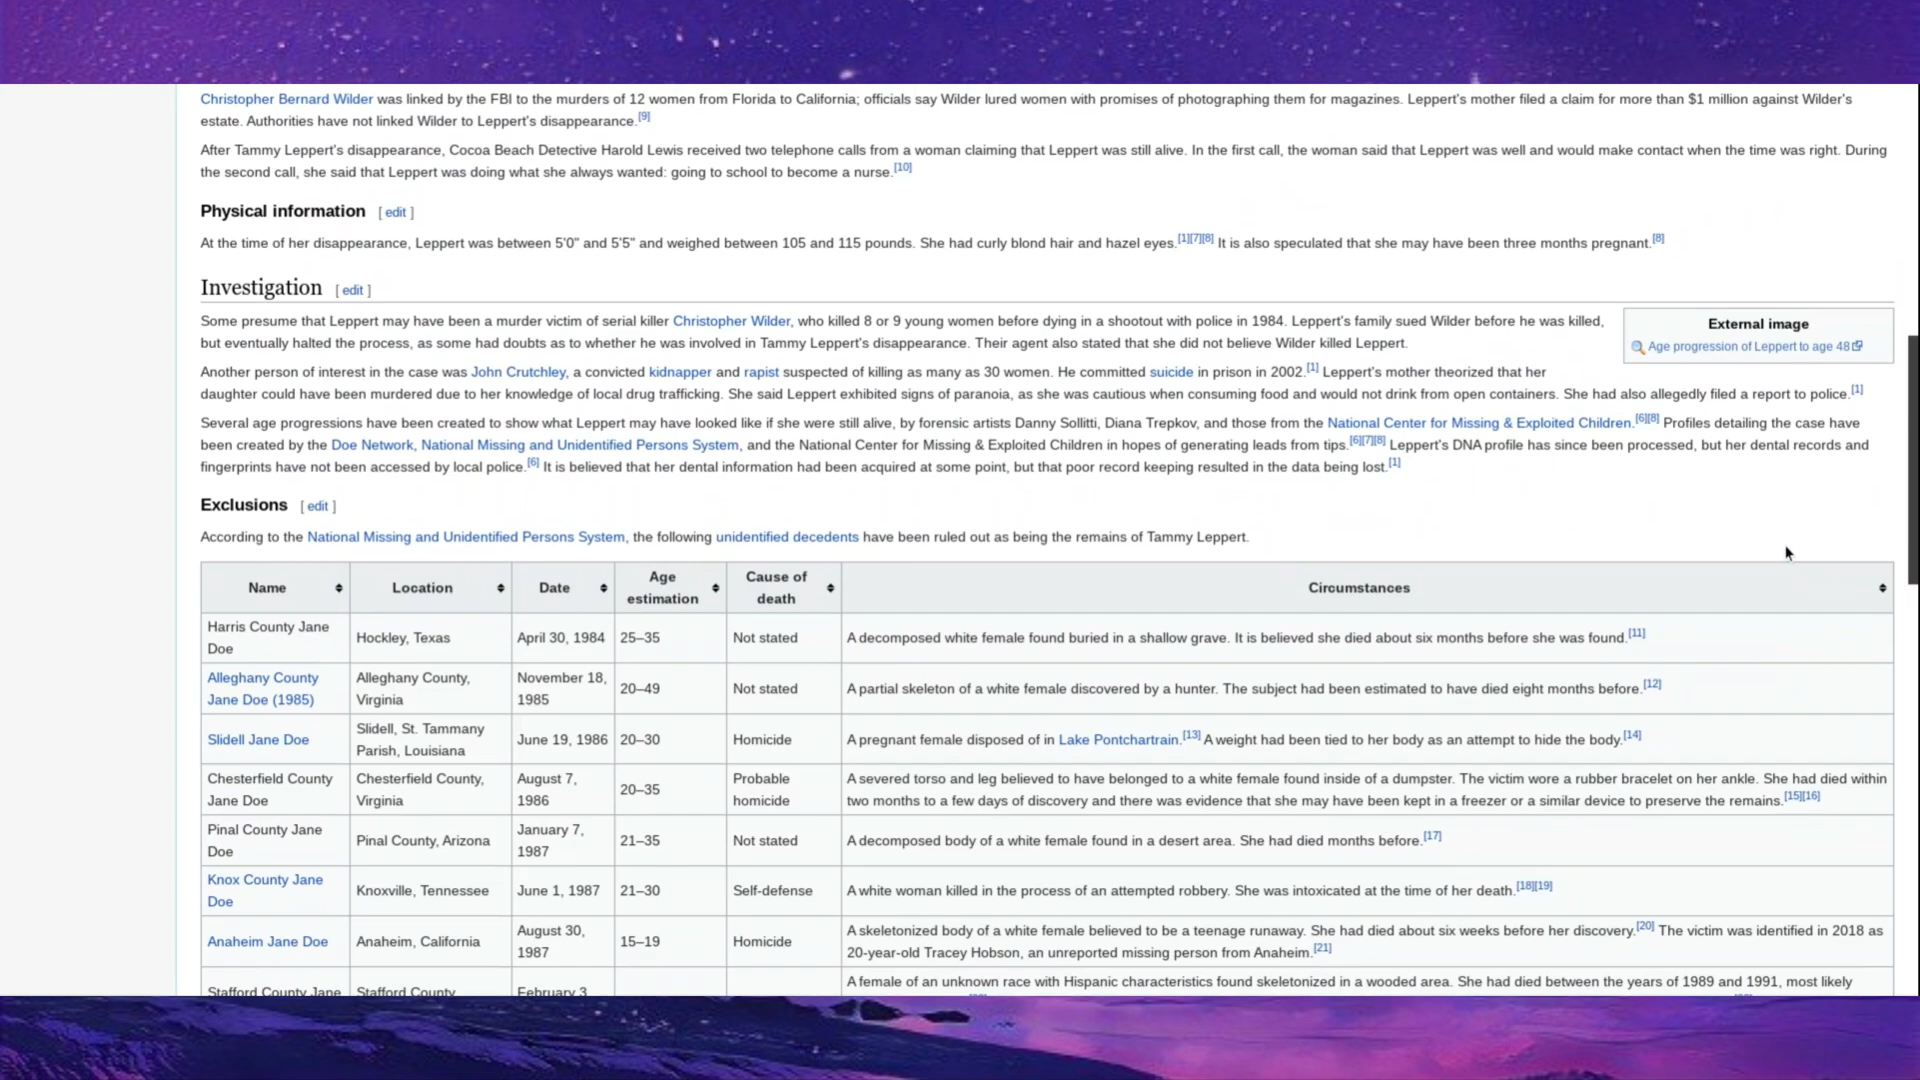 Christopher Bernard Wilder was linked by the FBI to the murders of 12 women from Florida to California; officials say Wilder lured women with promises of photographing them for magazines. Leppert's mother filed a claim for more than $1 million against Wilder's
estate. Authorities have not linked Wilder to Leppert's disappearance.[9]
After Tammy Leppert's disappearance, Cocoa Beach Detective Harold Lewis received two telephone calls from a woman claiming that Leppert was still alive. In the first call, the woman said that Leppert was well and would make contact when the time was right. During
the second call, she said that Leppert was doing what she always wanted: going to school to become a nurse.[10]
Physical information [ edit ]
At the time of her disappearance, Leppert was between 5'0" and 5'5" and weighed between 105 and 115 pounds. She had curly blond hair and hazel eyes.[1][7][8] It is also speculated that she may have been three months pregnant.[8]
Investigation [ edit ]
Some presume that Leppert may have been a murder victim of serial killer Christopher Wilder, who killed 8 or 9 young women before dying in a shootout with police in 1984. Leppert's family sued Wilder before he was killed,
but eventually halted the process, as some had doubts as to whether he was involved in Tammy Leppert's disappearance. Their agent also stated that she did not believe Wilder killed Leppert.
External image
Age progression of Leppert to age 48
Another person of interest in the case was John Crutchley, a convicted kidnapper and rapist suspected of killing as many as 30 women. He committed suicide in prison in 2002.[1] Leppert's mother theorized that her
daughter could have been murdered due to her knowledge of local drug trafficking. She said Leppert exhibited signs of paranoia, as she was cautious when consuming food and would not drink from open containers. She had also allegedly filed a report to police.[1]
Several age progressions have been created to show what Leppert may have looked like if she were still alive, by forensic artists Danny Sollitti, Diana Trepkov, and those from the National Center for Missing & Exploited Children.[6][8] Profiles detailing the case have
been created by the Doe Network, National Missing and Unidentified Persons System, and the National Center for Missing & Exploited Children in hopes of generating leads from tips.[6][7][8] Leppert's DNA profile has since been processed, but her dental records and
fingerprints have not been accessed by local police.[6] It is believed that her dental information had been acquired at some point, but that poor record keeping resulted in the data being lost.[1]
Exclusions [ edit ]
According to the National Missing and Unidentified Persons System, the following unidentified decedents have been ruled out as being the remains of Tammy Leppert.
Name Location Date Age estimation Cause of death Circumstances
Harris County Jane Doe Hockley, Texas April 30, 1984 25–35 Not stated A decomposed white female found buried in a shallow grave. It is believed she died about six months before she was found.[11]
Alleghany County Jane Doe (1985) Alleghany County, Virginia November 18, 1985 20–49 Not stated A partial skeleton of a white female discovered by a hunter. The subject had been estimated to have died eight months before.[12]
Slidell Jane Doe Slidell, St. Tammany Parish, Louisiana June 19, 1986 20–30 Homicide A pregnant female disposed of in Lake Pontchartrain.[13] A weight had been tied to her body as an attempt to hide the body.[14]
Chesterfield County Jane Doe Chesterfield County, Virginia August 7, 1986 20–35 Probable homicide A severed torso and leg believed to have belonged to a white female found inside of a dumpster. The victim wore a rubber bracelet on her ankle. She had died within
two months to a few days of discovery and there was evidence that she may have been kept in a freezer or a similar device to preserve the remains.[15][16]
Pinal County Jane Doe Pinal County, Arizona January 7, 1987 21–35 Not stated A decomposed body of a white female found in a desert area. She had died months before.[17]
Knox County Jane Doe Knoxville, Tennessee June 1, 1987 21–30 Self-defense A white woman killed in the process of an attempted robbery. She was intoxicated at the time of her death.[18][19]
Anaheim Jane Doe Anaheim, California August 30, 1987 15–19 Homicide A skeletonized body of a white female believed to be a teenage runaway. She had died about six weeks before her discovery.[20] The victim was identified in 2018 as
20-year-old Tracey Hobson, an unreported missing person from Anaheim.[21]
Stafford County Jane Stafford County February 3 A female of an unknown race with Hispanic characteristics found skeletonized in a wooded area. She had died between the years of 1989 and 1991, most likely